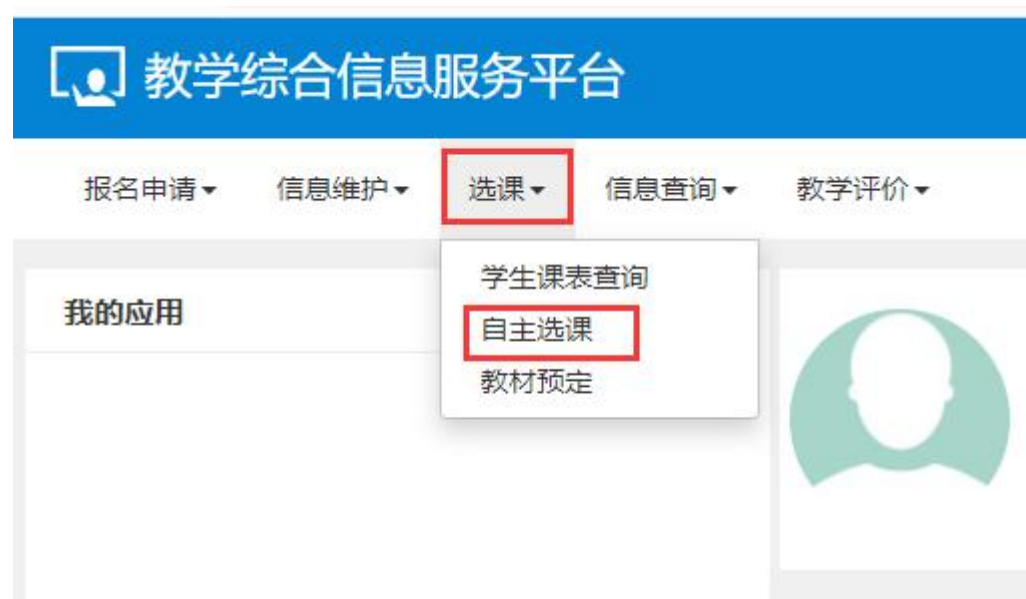 教学综合信息服务平台
报名申请 信息维护 选课 信息查询 教学评价
学生课表查询
我的应用
自主选课
教材预定